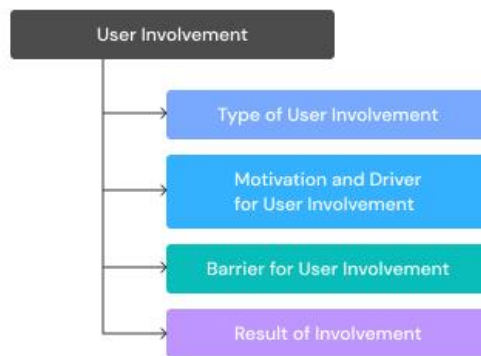 User Involvement
Type of User Involvement
Motivation and Driver
for User Involvement
Barrier for User Involvement
Result of Involvement